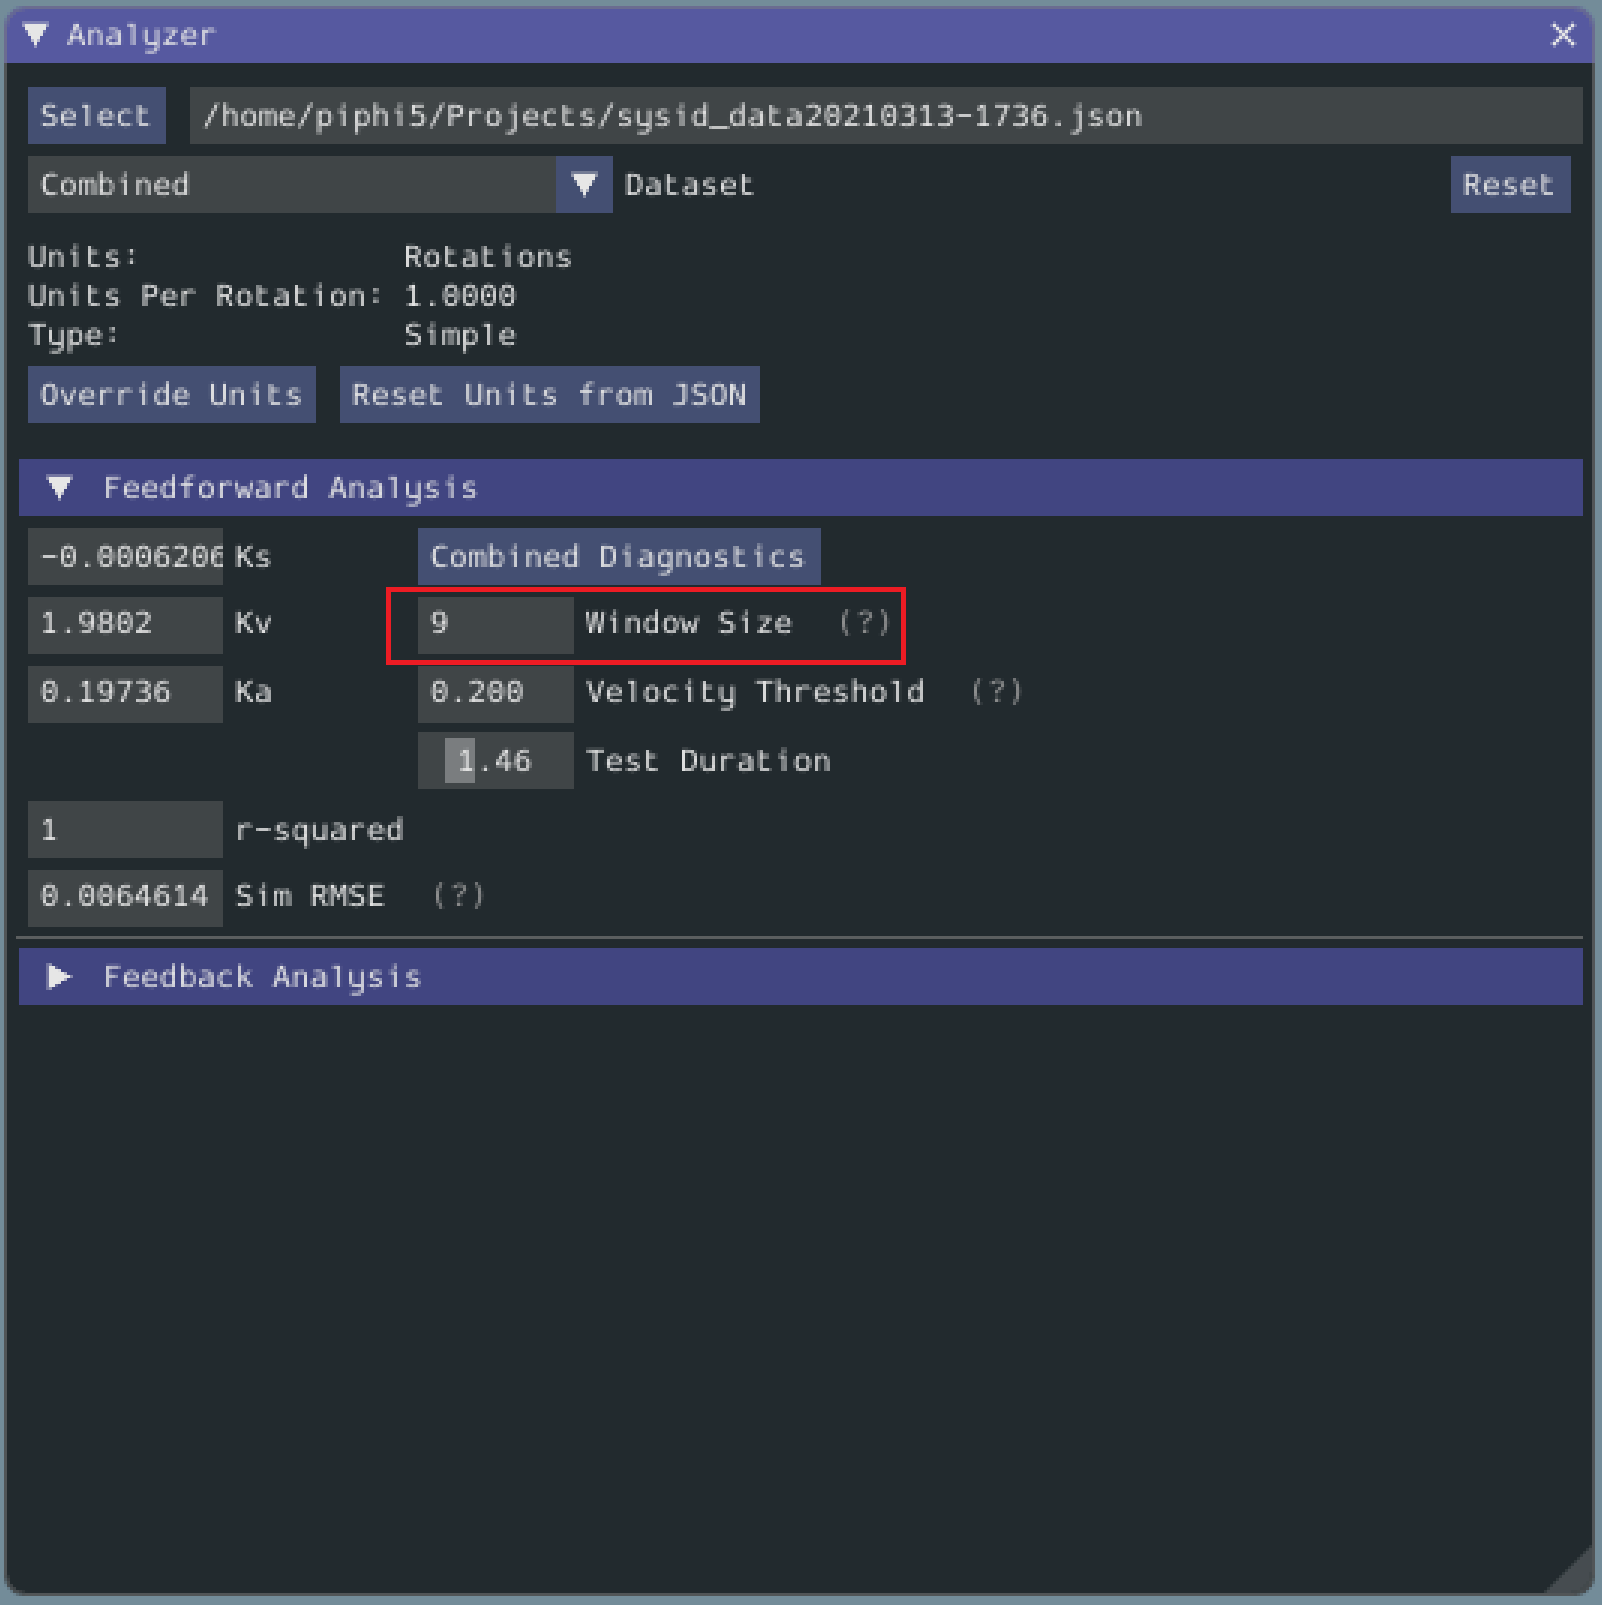 Analyzer
Select /home/piphi5/Projects/sysid_data20210313-1736.json
Combined Dataset Reset
Units: Rotations
Units Per Rotation: 1.0000
Type: Simple
Override Units Reset Units from JSON
Feedforward Analysis
-0.0006206 Ks Combined Diagnostics
1.9802 Kv 9 Window Size (?)
0.19736 Ka 0.200 Velocity Threshold (?)
1.46 Test Duration
1 r-squared
0.0064614 Sim RMSE (?)
Feedback Analysis